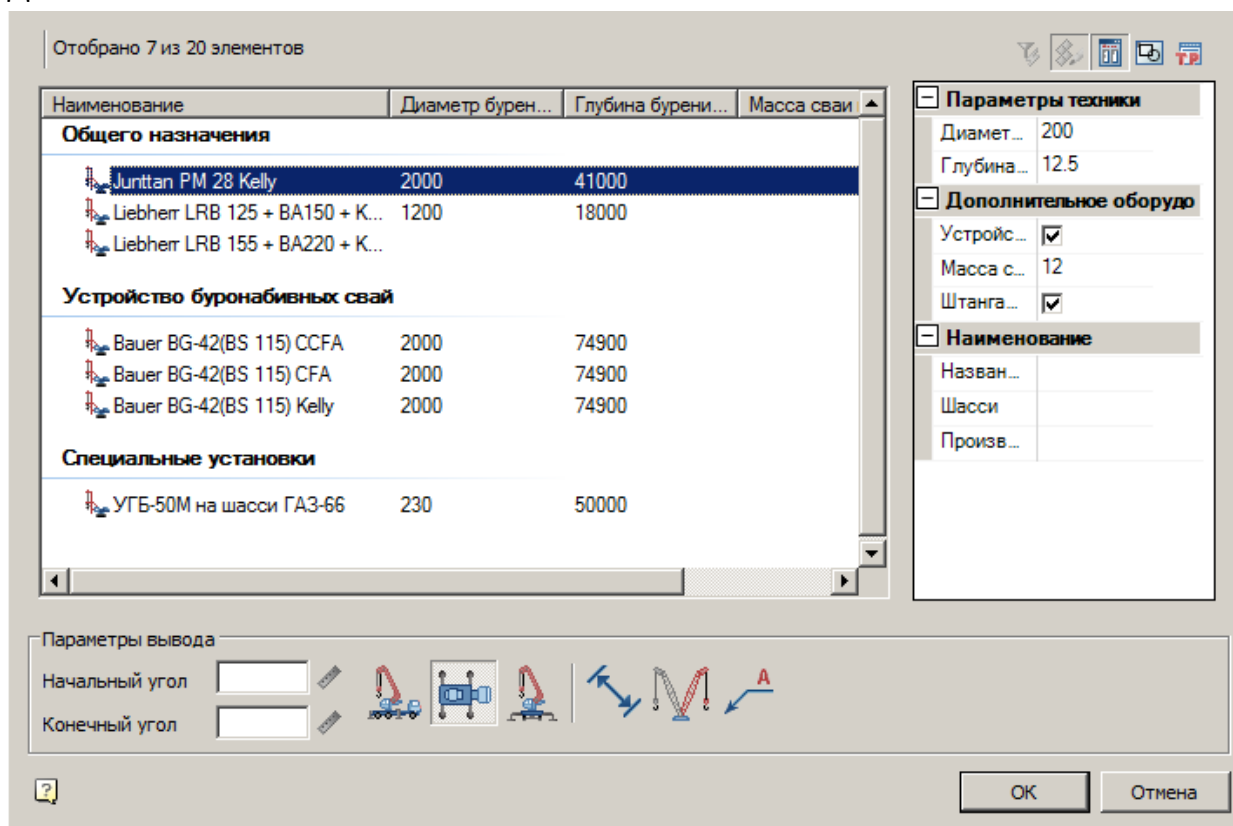 Отобрано 7 из 20 элементов
Т.Р.
Наименование Диаметр бурен... Глубина бурени... Масса сваи
Общего назначения
Junttan PM 28 Kelly 2000 41000
Liebherr LRB 125 + BA150 + K... 1200 18000
Liebherr LRB 155 + BA220 + K...
Устройство буронабивных свай
Bauer BG-42(BS 115) CCFA 2000 74900
Bauer BG-42(BS 115) CFA 2000 74900
Bauer BG-42(BS 115) Kelly 2000 74900
Специальные установки
УГБ-50М на шасси ГАЗ-66 230 50000
Параметры техники
Диамет... 200
Глубина... 12.5
Дополнительное оборудо
Устройс...
Масса с... 12
Штанга...
Наименование
Назван...
Шасси
Произв...
Параметры вывода
Начальный угол
Конечный угол
A
?
ОК
Отмена